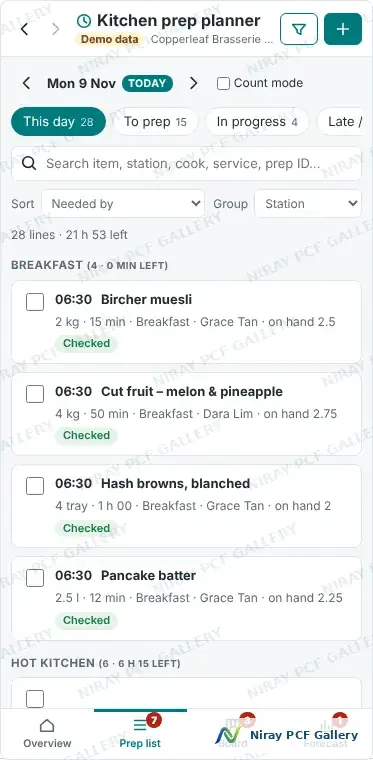 Kitchen prep planner
Demo data Copperleaf Brasserie ...
Mon 9 Nov TODAY Count mode
This day 28 To prep 15 In progress 4 Late /
Search item, station, cook, service, prep ID...
Sort Needed by Group Station
28 lines · 21 h 53 left
BREAKFAST (4 · 0 MIN LEFT)
06:30 Bircher muesli
2 kg · 15 min · Breakfast · Grace Tan · on hand 2.5
Checked
06:30 Cut fruit – melon & pineapple
4 kg · 50 min · Breakfast · Dara Lim · on hand 2.75
Checked
06:30 Hash browns, blanched
4 tray · 1 h 00 · Breakfast · Grace Tan · on hand 2
Checked
06:30 Pancake batter
2.5 l · 12 min · Breakfast · Grace Tan · on hand 2.25
Checked
HOT KITCHEN (6 · 6 H 15 LEFT)
7
Overview Prep list Board Forecast
Niray PCF Gallery
NIRAY PCF GALLERY